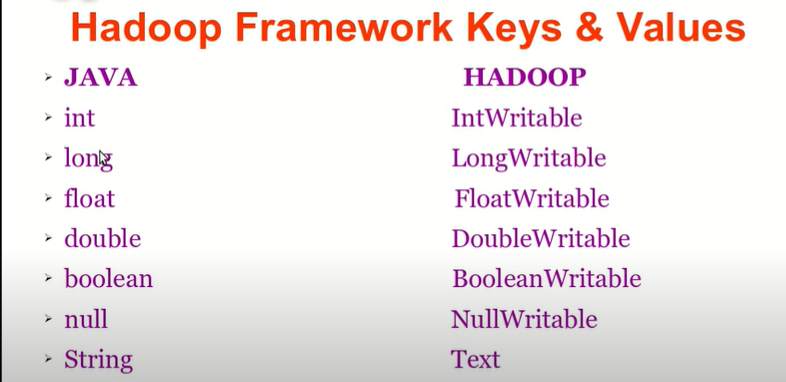 Hadoop Framework Keys & Values
JAVA HADOOP
int IntWritable
long LongWritable
float FloatWritable
double DoubleWritable
boolean BooleanWritable
null NullWritable
String Text